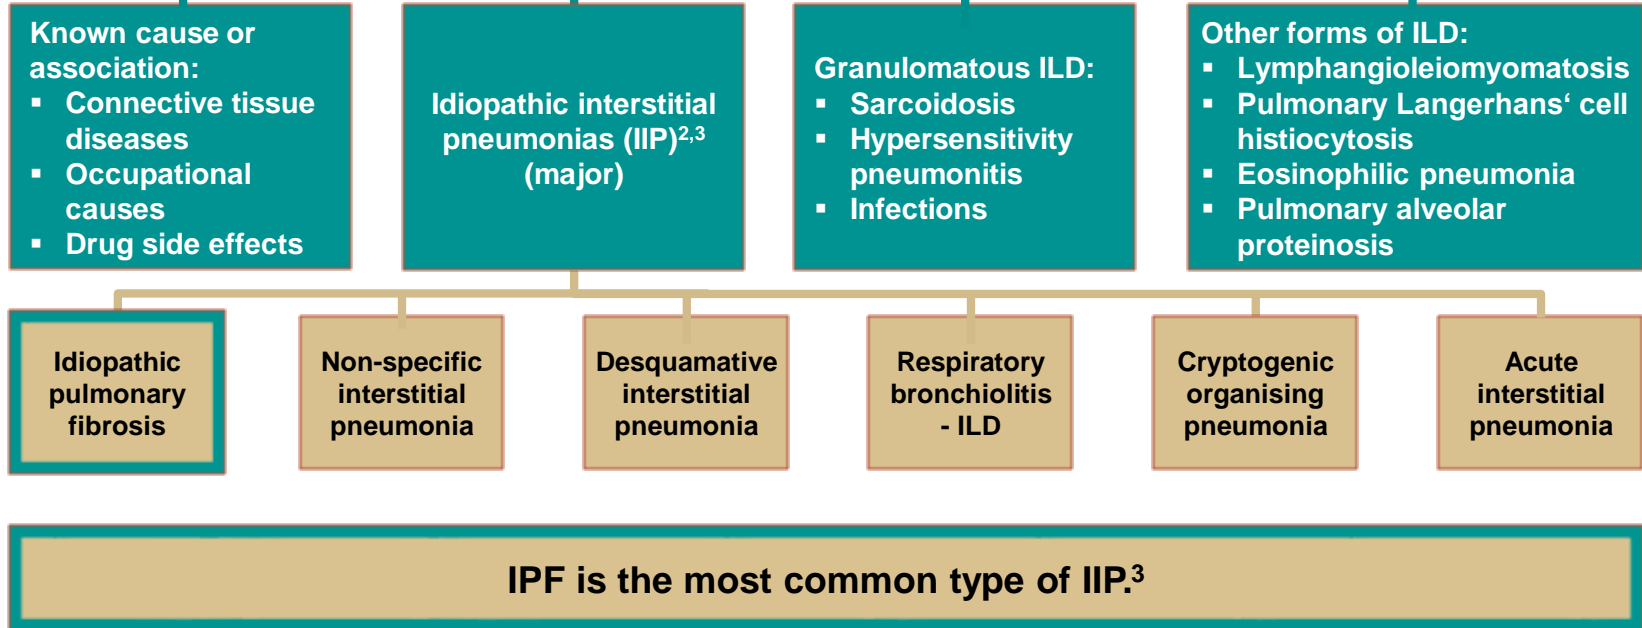 Known cause or
association:
▪ Connective tissue
diseases
▪ Occupational
causes
▪ Drug side effects
Idiopathic interstitial
pneumonias (IIP)2,3
(major)
Granulomatous ILD:
▪ Sarcoidosis
▪ Hypersensitivity
pneumonitis
▪ Infections
Other forms of ILD:
▪ Lymphangioleiomyomatosis
▪ Pulmonary Langerhans‘ cell
histiocytosis
▪ Eosinophilic pneumonia
▪ Pulmonary alveolar
proteinosis
Idiopathic
pulmonary
fibrosis
Non-specific
interstitial
pneumonia
Desquamative
interstitial
pneumonia
Respiratory
bronchiolitis
- ILD
Cryptogenic
organising
pneumonia
Acute
interstitial
pneumonia
IPF is the most common type of IIP.3